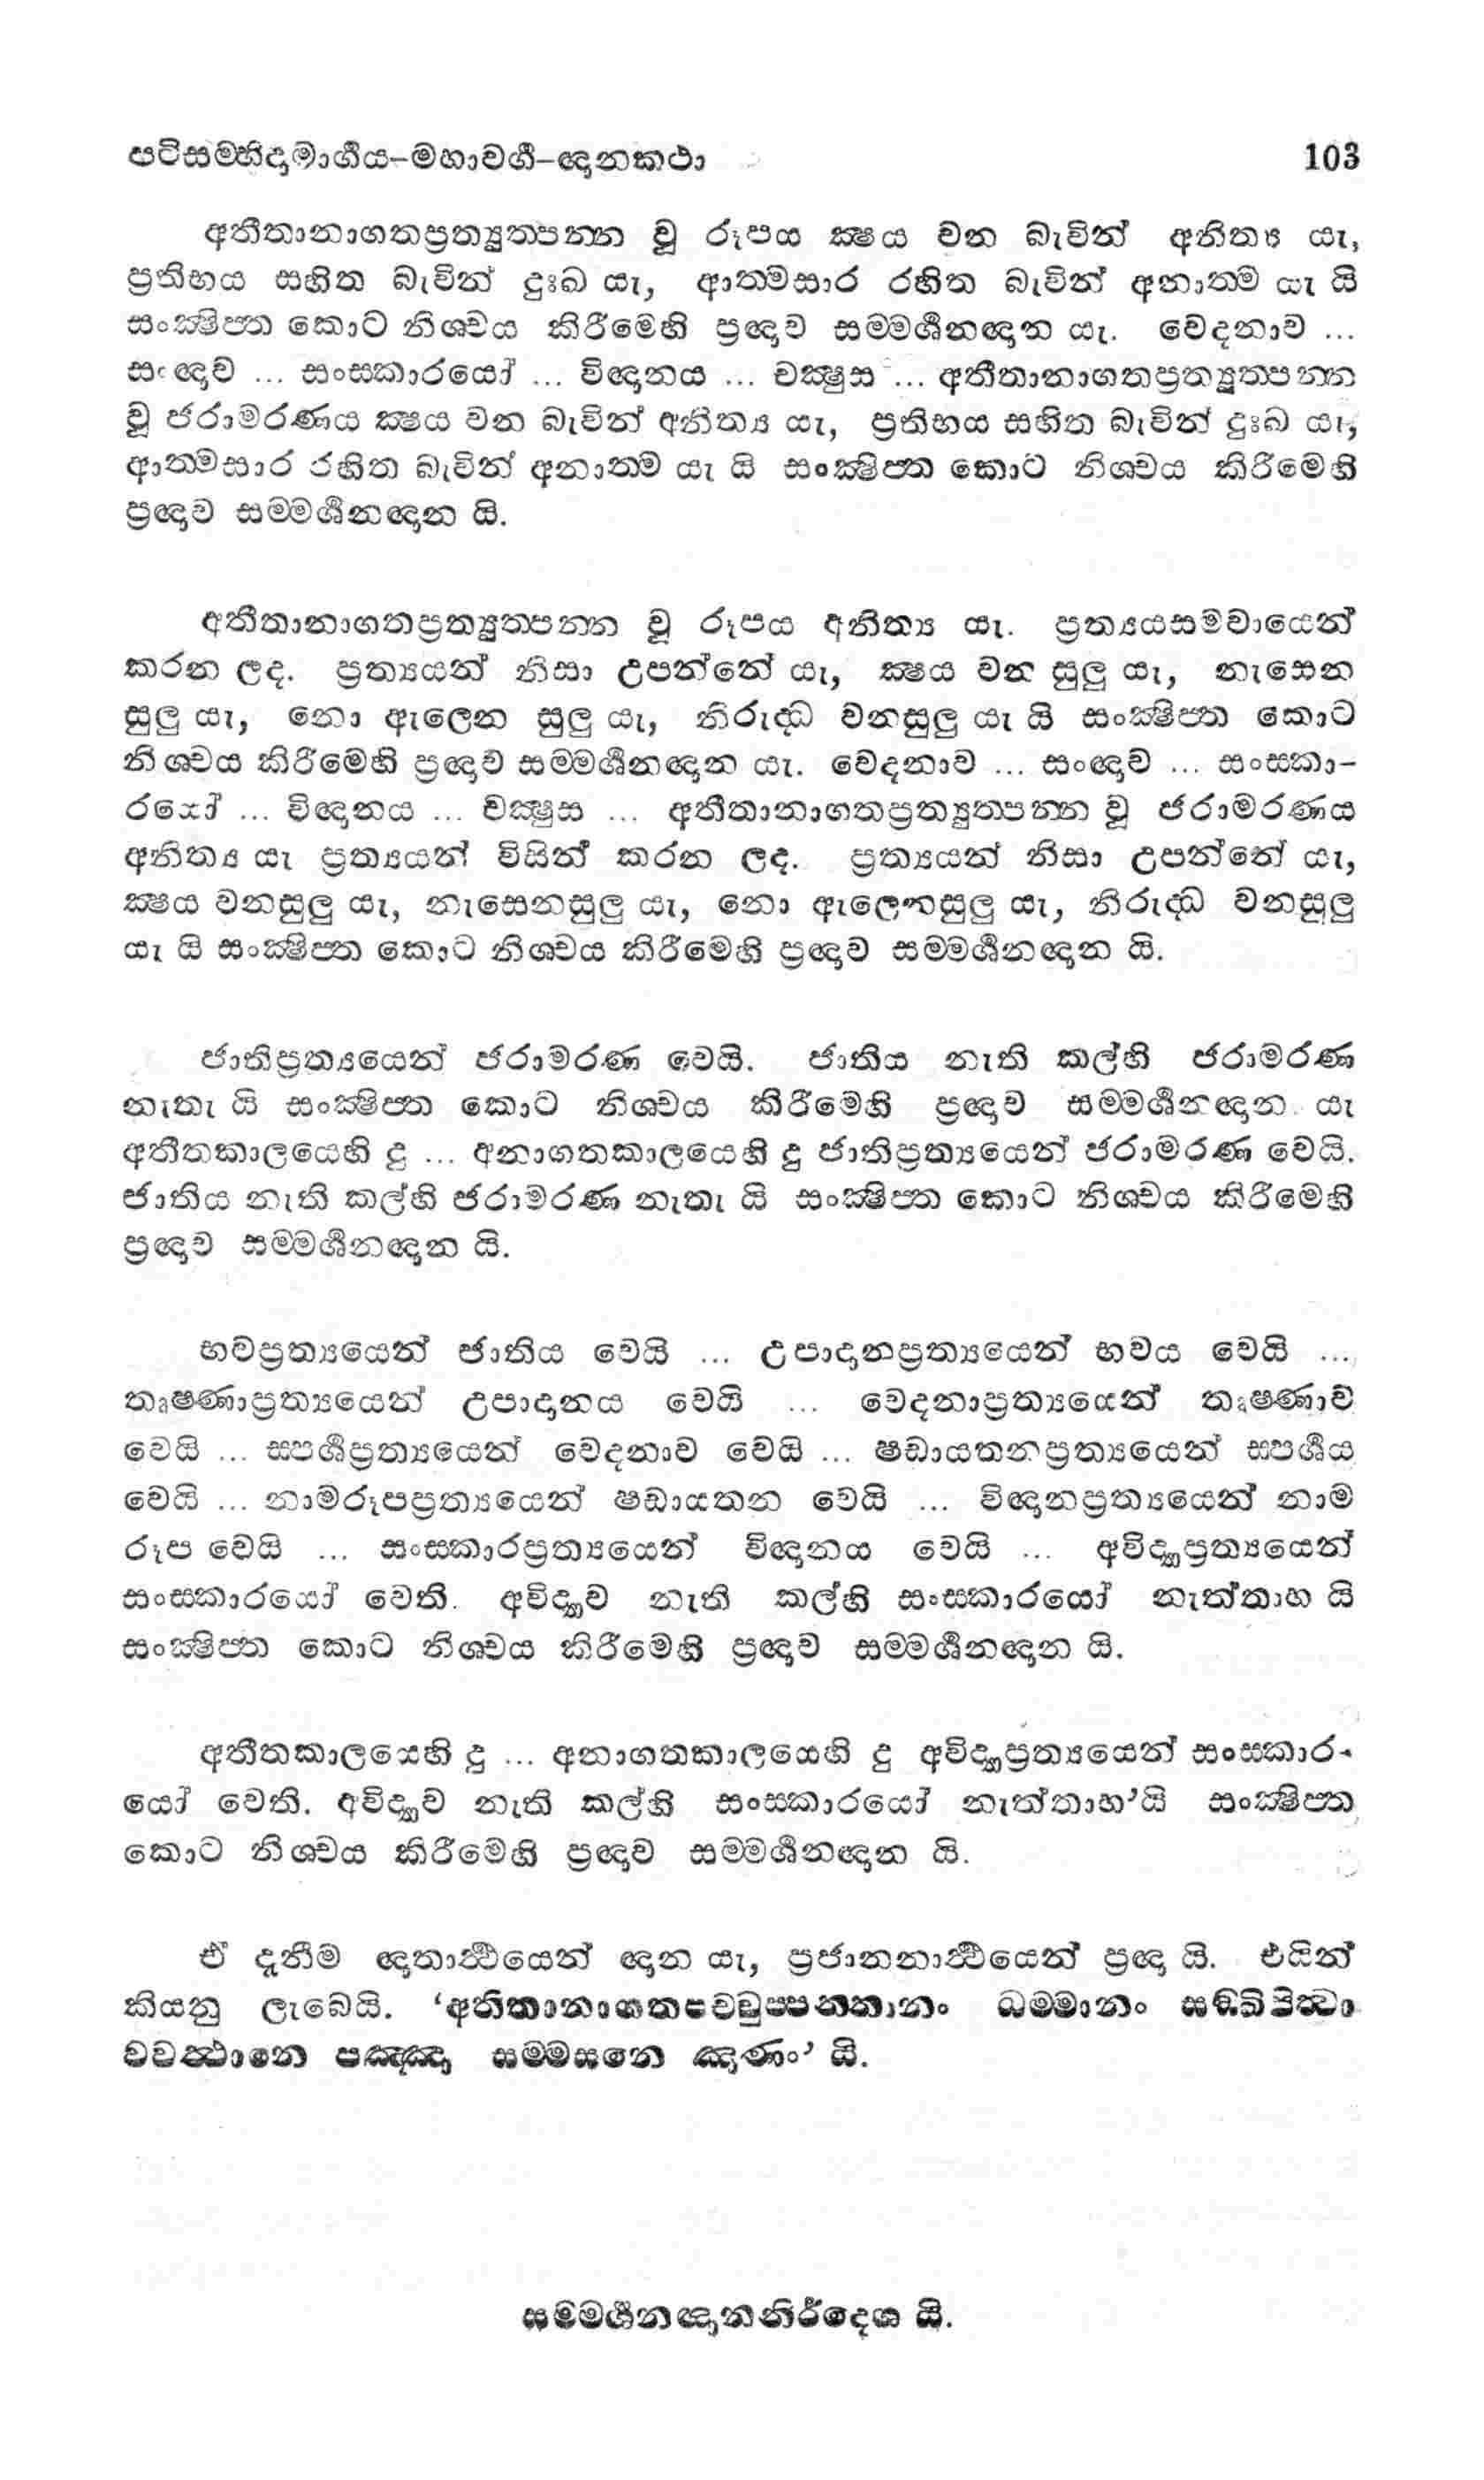 පටිසම්භිදාමාර්ගය–මහාවර්ග–ඥානකථා 103
අතීතානාගතප්‍රත්‍යුත්පන්න වූ රූපය ක්ෂය වන බැවින් අනිත්‍ය යැ,
ප්‍රතිභය සහිත බැවින් දුඃඛ යැ, ආත්මසාර රහිත බැවින් අනාත්ම යැ යි
සංක්ෂිප්ත කොට නිශ්චය කිරීමෙහි ප්‍රඥාව සම්මර්ශනඥාන යැ. වේදනාව ...
සංඥාව ... සංස්කාරයෝ ... විඥානය ... චක්ෂුස ... අතීතානාගතප්‍රත්‍යුත්පන්න
වූ ජරාමරණය ක්ෂය වන බැවින් අනිත්‍ය යැ, ප්‍රතිභය සහිත බැවින් දුඃඛ යැ,
ආත්මසාර රහිත බැවින් අනාත්ම යැ යි සංක්ෂිප්ත කොට නිශ්චය කිරීමෙහි
ප්‍රඥාව සම්මර්ශනඥාන යි.
අතීතානාගතප්‍රත්‍යුත්පන්න වූ රූපය අනිත්‍ය යැ. ප්‍රත්‍යයසමවායෙන්
කරන ලද. ප්‍රත්‍යයන් නිසා උපන්නේ යැ, ක්ෂය වන සුලු යැ, නැසෙන
සුලු යැ, නො ඇලෙන සුලු යැ, නිරුද්ධ වනසුලු යැ යි සංක්ෂිප්ත කොට
නිශ්චය කිරීමෙහි ප්‍රඥාව සම්මර්ශනඥාන යැ. වේදනාව ... සංඥාව ... සංස්කා-
රයෝ ... විඥානය ... චක්ෂුස ... අතීතානාගතප්‍රත්‍යුත්පන්න වූ ජරාමරණය
අනිත්‍ය යැ ප්‍රත්‍යයන් විසින් කරන ලද. ප්‍රත්‍යයන් නිසා උපන්නේ යැ,
ක්ෂය වනසුලු යැ, නැසෙනසුලු යැ, නො ඇලෙනසුලු යැ, නිරුද්ධ වනසුලු
යැ යි සංක්ෂිප්ත කොට නිශ්චය කිරීමෙහි ප්‍රඥාව සම්මර්ශනඥාන යි.
ජාතිප්‍රත්‍යයෙන් ජරාමරණ වෙයි. ජාතිය නැති කල්හි ජරාමරණ
නැතැ යි සංක්ෂිප්ත කොට නිශ්චය කිරීමෙහි ප්‍රඥාව සම්මර්ශනඥාන යැ
අතීතකාලයෙහි දු ... අනාගතකාලයෙහි දු ජාතිප්‍රත්‍යයෙන් ජරාමරණ වෙයි.
ජාතිය නැති කල්හි ජරාමරණ නැතැ යි සංක්ෂිප්ත කොට නිශ්චය කිරීමෙහි
ප්‍රඥාව සම්මර්ශනඥාන යි.
භවප්‍රත්‍යයෙන් ජාතිය වෙයි ... උපාදානප්‍රත්‍යයෙන් භවය වෙයි ...
තෘෂ්ණාප්‍රත්‍යයෙන් උපාදානය වෙයි ... වේදනාප්‍රත්‍යයෙන් තෘෂ්ණාව
වෙයි ... ස්පර්ශප්‍රත්‍යයෙන් වේදනාව වෙයි ... ෂඩායතනප්‍රත්‍යයෙන් ස්පර්ශය
වෙයි ... නාමරූපප්‍රත්‍යයෙන් ෂඩායතන වෙයි ... විඥානප්‍රත්‍යයෙන් නාම
රූප වෙයි ... සංස්කාරප්‍රත්‍යයෙන් විඥානය වෙයි ... අවිද්‍යාප්‍රත්‍යයෙන්
සංස්කාරයෝ වෙති. අවිද්‍යාව නැති කල්හි සංස්කාරයෝ නැත්තාහ යි
සංක්ෂිප්ත කොට නිශ්චය කිරීමෙහි ප්‍රඥාව සම්මර්ශනඥාන යි.
අතීතකාලයෙහි දු ... අනාගතකාලයෙහි දු අවිද්‍යාප්‍රත්‍යයෙන් සංස්කාර-
යෝ වෙති. අවිද්‍යාව නැති කල්හි සංස්කාරයෝ නැත්තාහ’යි සංක්ෂිප්ත
කොට නිශ්චය කිරීමෙහි ප්‍රඥාව සම්මර්ශනඥාන යි.
ඒ දැනීම ඥාතාර්ථයෙන් ඥාන යැ, ප්‍රජානනාර්ථයෙන් ප්‍රඥා යි. එයින්
කියනු ලැබෙයි. ‘අතීතානාගතපච්චුප්පන්නානං ධම්මානං සඞ්ඛිපිත්වා
වවත්ථානෙ පඤ්ඤා සම්මසනෙ ඤාණං’ යි.
සම්මර්ශනඥානනිර්දේශ යි.